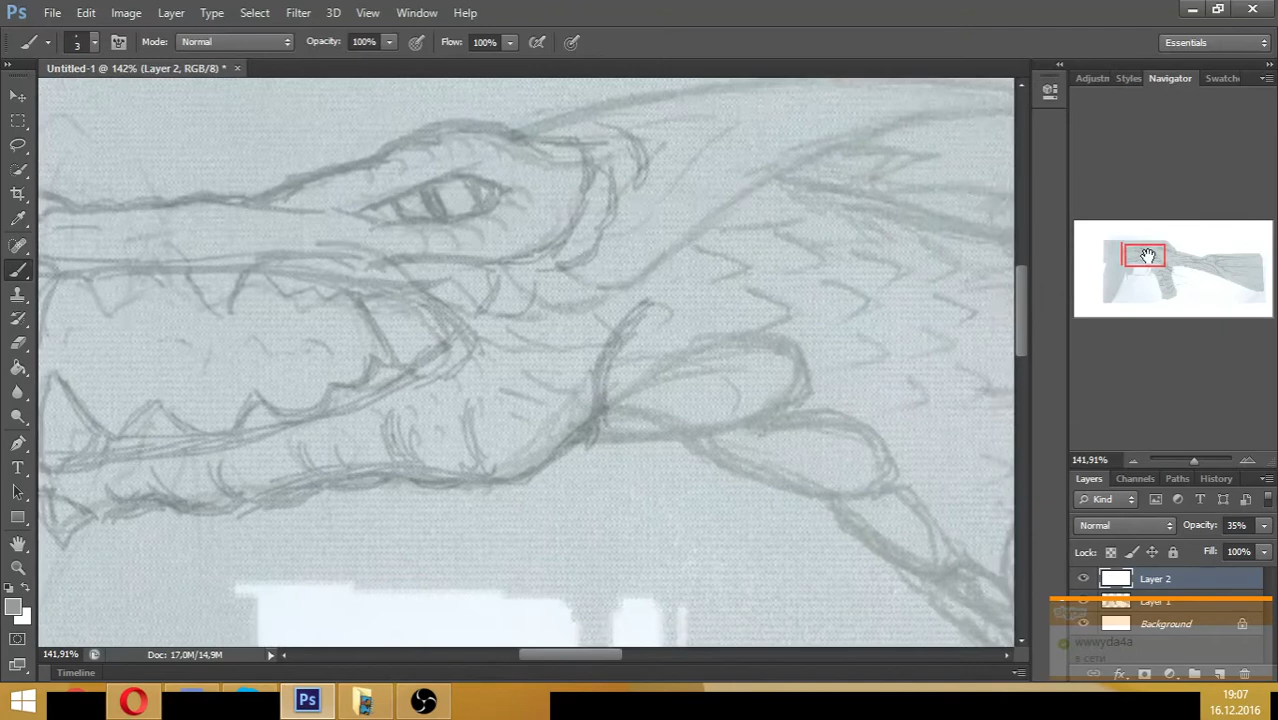 Ps File Edit Image Layer Type Select Filter 3D View Window Help
3 Mode: Normal Opacity: 100% Flow: 100% Essentials
Untitled-1 @ 142% (Layer 2, RGB/8) * ×
Adjustm Styles Navigator Swatche
141,91%
Layers Channels Paths History
Kind
Normal Opacity: 35%
Lock: Fill: 100%
Layer 2
Layer 1
Background
wwwyda4a
в сети
141,91% Doc: 17,0M/14,9M
Timeline
Ps
19:07
16.12.2016